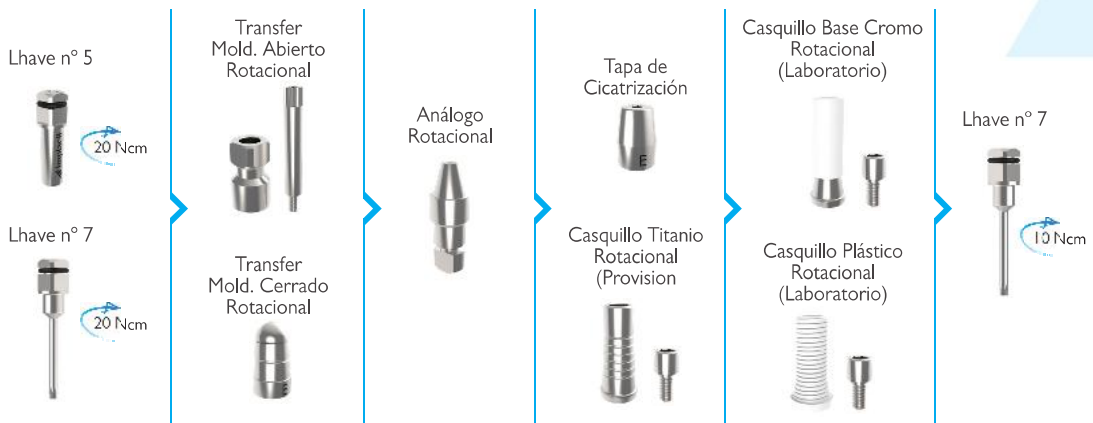 Lhave nº 5
20 Ncm
Lhave nº 7
20 Ncm
Transfer
Mold. Abierto
Rotacional
Transfer
Mold. Cerrado
Rotacional
Análogo
Rotacional
Tapa de
Cicatrización
E
Casquillo Titanio
Rotacional
(Provision
Casquillo Base Cromo
Rotacional
(Laboratorio)
Casquillo Plástico
Rotacional
(Laboratorio)
Lhave nº 7
10 Ncm